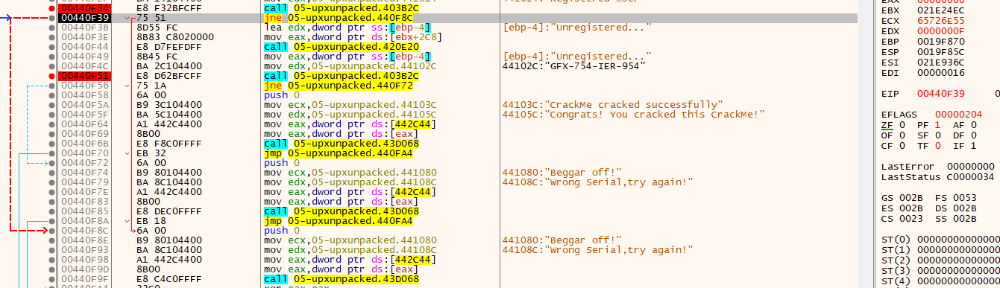 00440F34 E8 F32BFCFF call 05-upxunpacked.403B2C EBX 021E24EC
00440F39 75 51 jne 05-upxunpacked.440F8C ECX 65726E55
00440F3B 8D55 FC lea edx,dword ptr ss:[ebp-4] [ebp-4]:"Unregistered..." EDX 0000000F
00440F3E 8B83 C8020000 mov eax,dword ptr ds:[ebx+2C8] EBP 0019F870
00440F44 E8 D7FEFDFF call 05-upxunpacked.420E20 ESP 0019F85C
00440F49 8B45 FC mov eax,dword ptr ss:[ebp-4] [ebp-4]:"Unregistered..." ESI 021E936C
00440F4C BA 2C104400 mov edx,05-upxunpacked.44102C 44102C:"GFX-754-IER-954" EDI 00000016
00440F51 E8 D62BFCFF call 05-upxunpacked.403B2C
00440F56 75 1A jne 05-upxunpacked.440F72 EIP 00440F39 0
00440F58 6A 00 push 0
00440F5A B9 3C104400 mov ecx,05-upxunpacked.44103C 44103C:"CrackMe cracked successfully"
00440F5F BA 5C104400 mov edx,05-upxunpacked.44105C 44105C:"Congrats! You cracked this CrackMe!" EFLAGS 00000204
00440F64 A1 442C4400 mov eax,dword ptr ds:[442C44] ZF 0 PF 1 AF 0
00440F69 8B00 mov eax,dword ptr ds:[eax] OF 0 SF 0 DF 0
00440F6B E8 F8C0FFFF call 05-upxunpacked.43D068 CF 0 TF 0 IF 1
00440F70 EB 32 jmp 05-upxunpacked.440FA4
00440F72 6A 00 push 0 LastError 00000000
00440F74 B9 80104400 mov ecx,05-upxunpacked.441080 441080:"Beggar off!" LastStatus C0000034
00440F79 BA 8C104400 mov edx,05-upxunpacked.44108C 44108C:"Wrong Serial,try again!"
00440F7E A1 442C4400 mov eax,dword ptr ds:[442C44] GS 002B FS 0053
00440F83 8B00 mov eax,dword ptr ds:[eax] ES 002B DS 002B
00440F85 E8 DEC0FFFF call 05-upxunpacked.43D068 CS 0023 SS 002B
00440F8A EB 18 jmp 05-upxunpacked.440FA4
00440F8C 6A 00 push 0 ST(0) 0000000000000
00440F8E B9 80104400 mov ecx,05-upxunpacked.441080 441080:"Beggar off!" ST(1) 0000000000000
00440F93 BA 8C104400 mov edx,05-upxunpacked.44108C 44108C:"Wrong Serial,try again!" ST(2) 0000000000000
00440F98 A1 442C4400 mov eax,dword ptr ds:[442C44] ST(3) 0000000000000
00440F9D 8B00 mov eax,dword ptr ds:[eax] ST(4) 0000000000000
00440F9F E8 C4C0FFFF call 05-upxunpacked.43D068